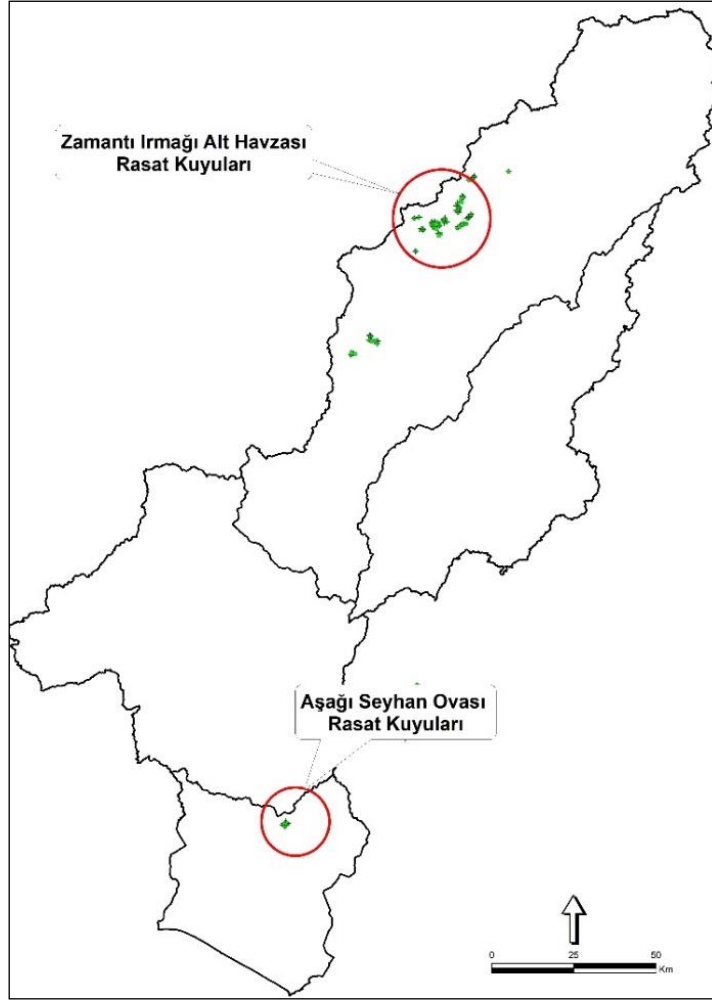 Zamantı Irmağı Alt Havzası
Rasat Kuyuları
Aşağı Seyhan Ovası
Rasat Kuyuları
0 25 50
Km